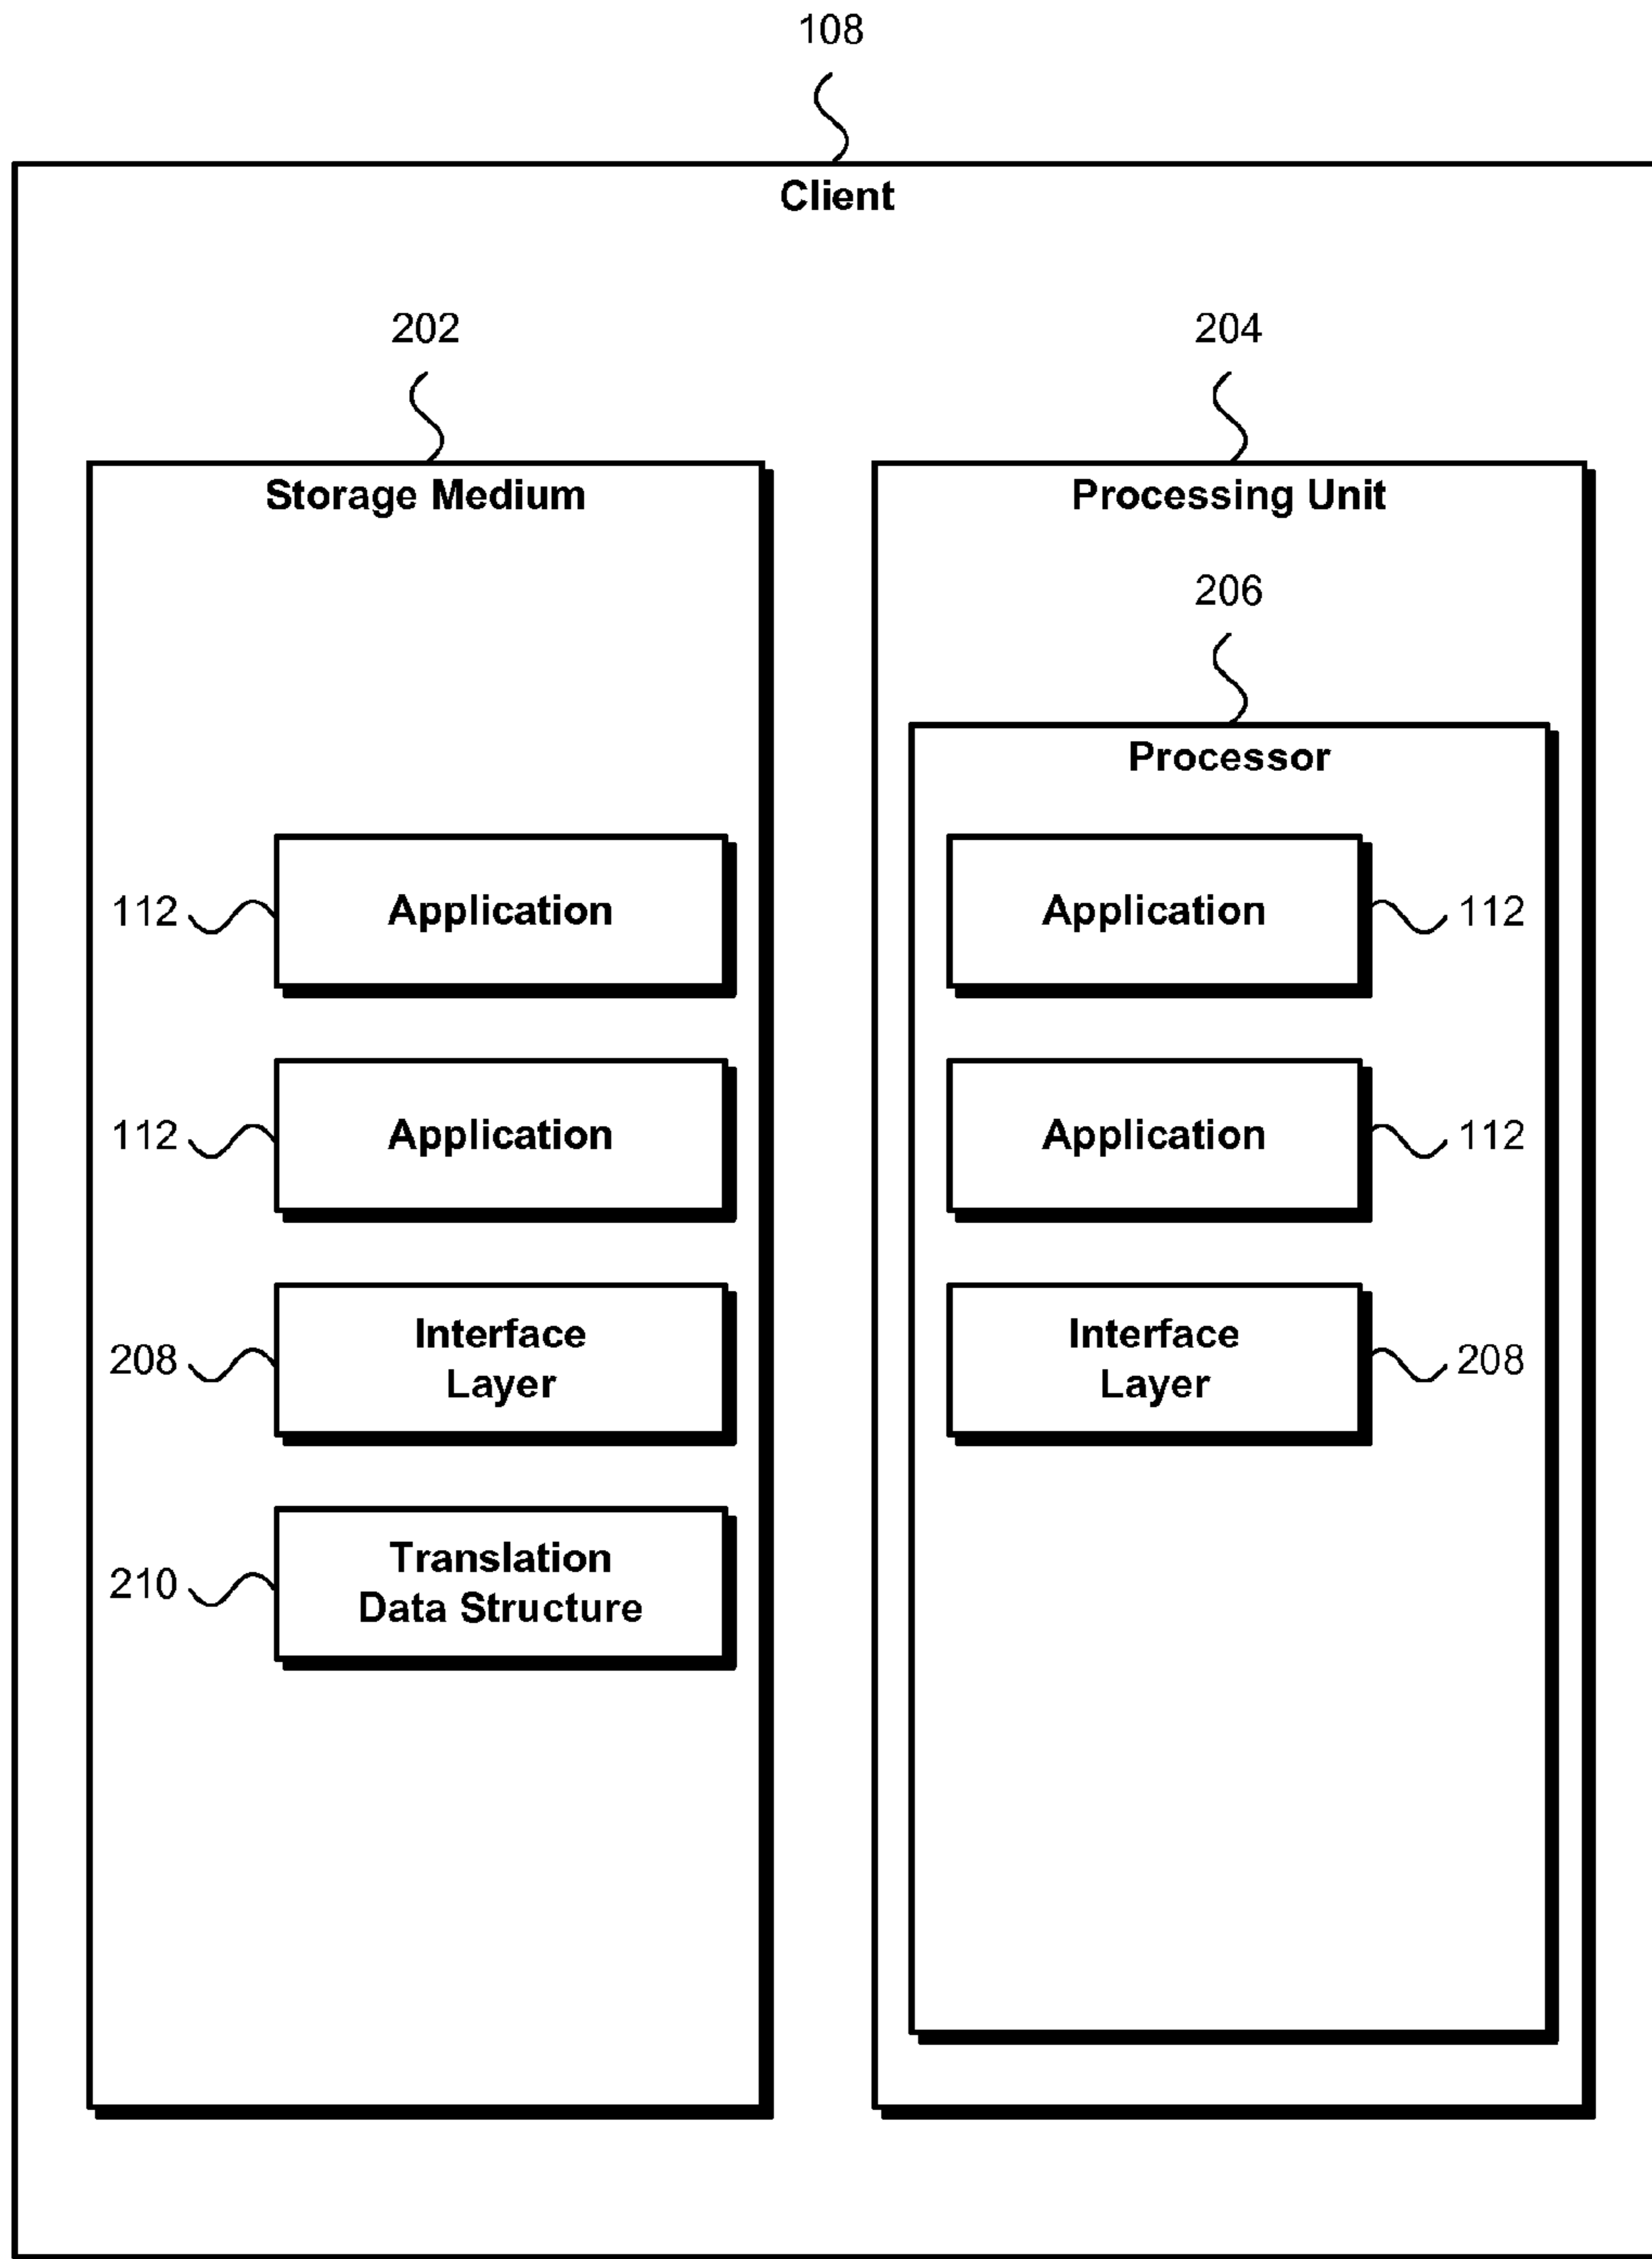 108
Client
202
204
Storage Medium
Processing Unit
206
Processor
112
Application
Application
112
112
Application
Application
112
208
Interface
Layer
Interface
Layer
208
210
Translation
Data Structure